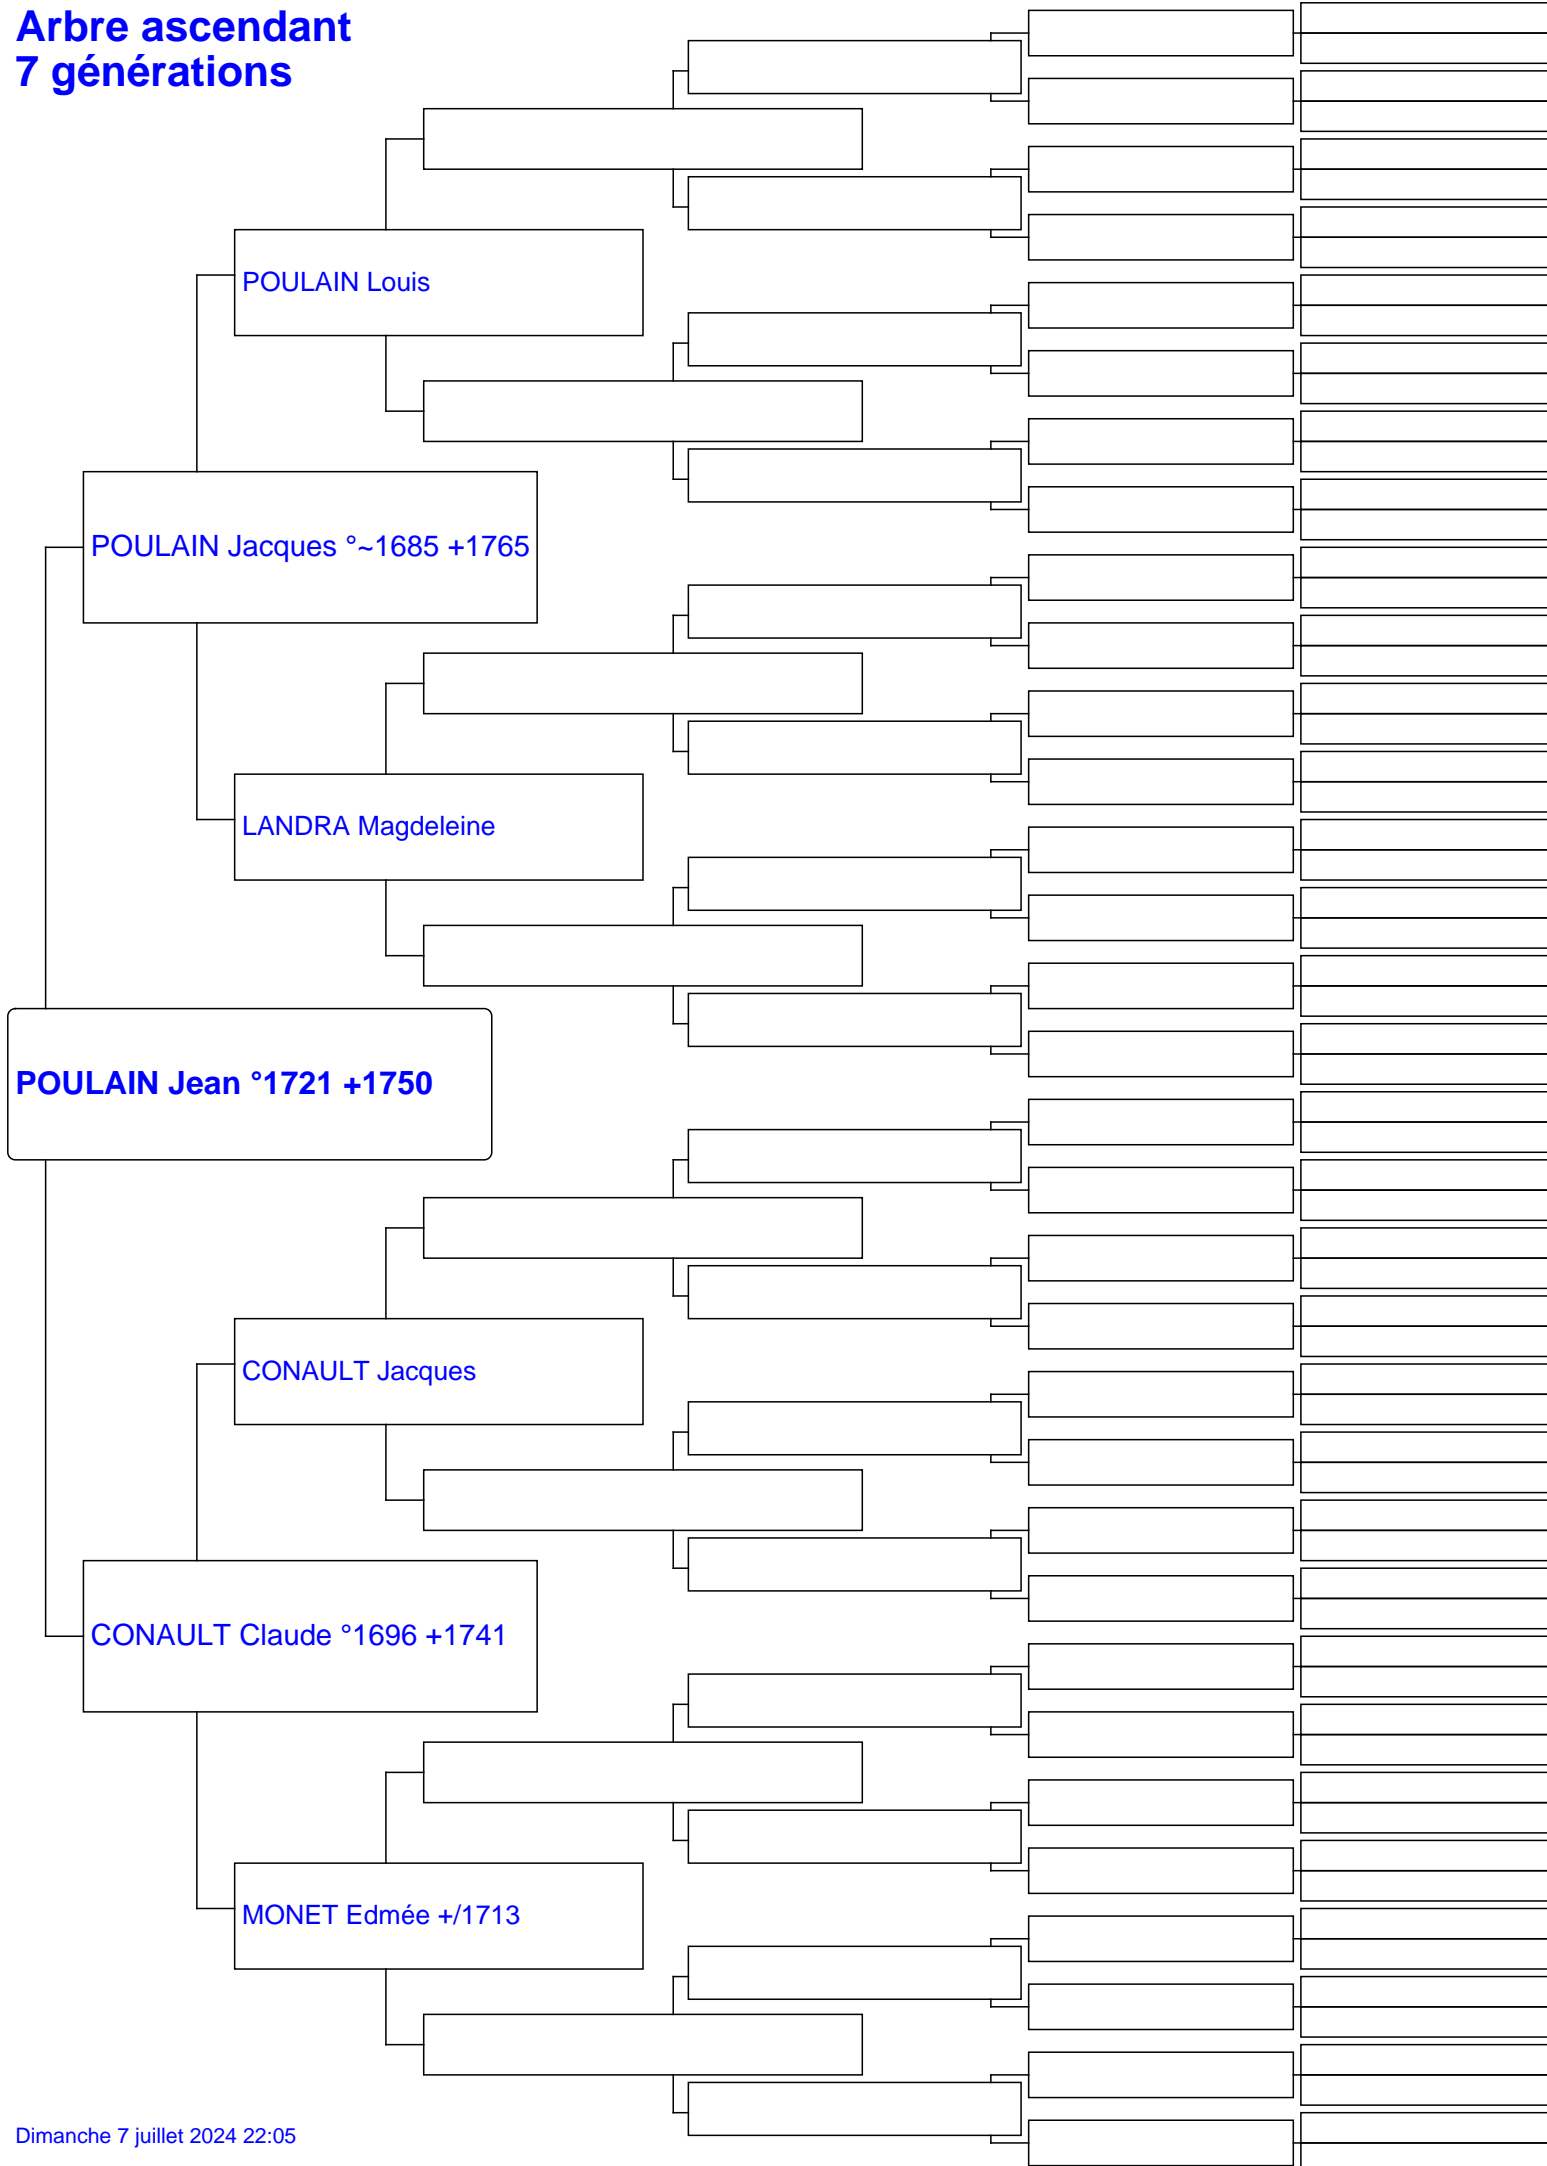 Arbre ascendant
7 générations
POULAIN Louis
POULAIN Jacques °~1685 +1765
LANDRA Magdeleine
POULAIN Jean °1721 +1750
CONAULT Jacques
CONAULT Claude °1696 +1741
MONET Edmée +/1713
Dimanche 7 juillet 2024 22:05